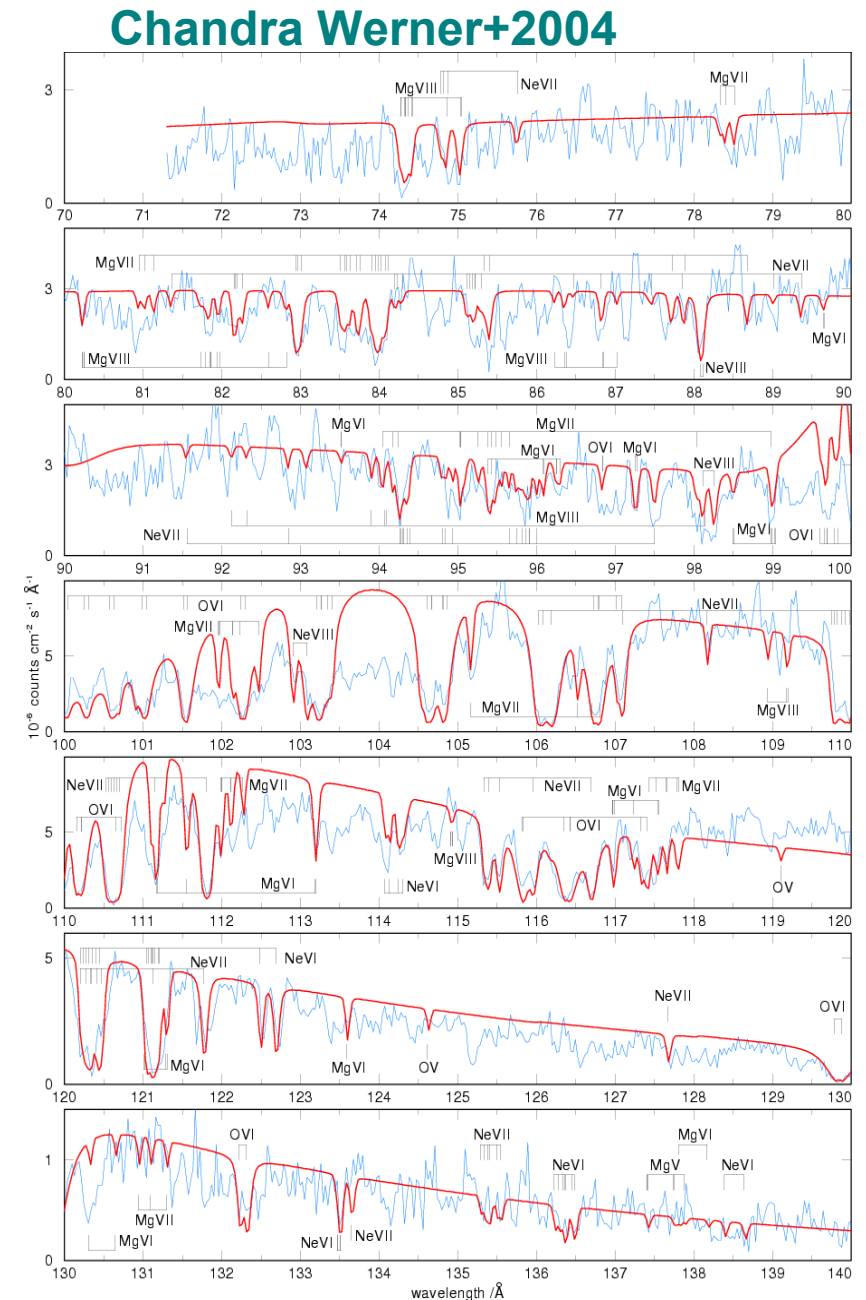 Chandra Werner+2004
MgVIII NeVII MgVII
3
0
70 71 72 73 74 75 76 77 78 79 80
MgVII NeVII
3
MgVI
MgVIII MgVIII NeVIII
0
80 81 82 83 84 85 86 87 88 89 90
MgVI MgVII
MgVI OVI MgVI
3 NeVIII
MgVIII
NeVII MgVI OVI
0
90 91 92 93 94 95 96 97 98 99 100
OVI NeVII
MgVII NeVIII
5
MgVII MgVIII
0
100 101 102 103 104 105 106 107 108 109 110
NeVII MgVII NeVII MgVI MgVII
OVI OVI
5
MgVIII
MgVI NeVI OV
0
110 111 112 113 114 115 116 117 118 119 120
5 NeVII NeVI
NeVII OVI
MgVI MgVI OV
0
120 121 122 123 124 125 126 127 128 129 130
OVI NeVII MgVI
1 NeVI MgV NeVI
MgVII
MgVI NeVI NeVII
0
130 131 132 133 134 135 136 137 138 139 140
wavelength /Å
10⁻⁶ counts cm⁻² s⁻¹ Å⁻¹